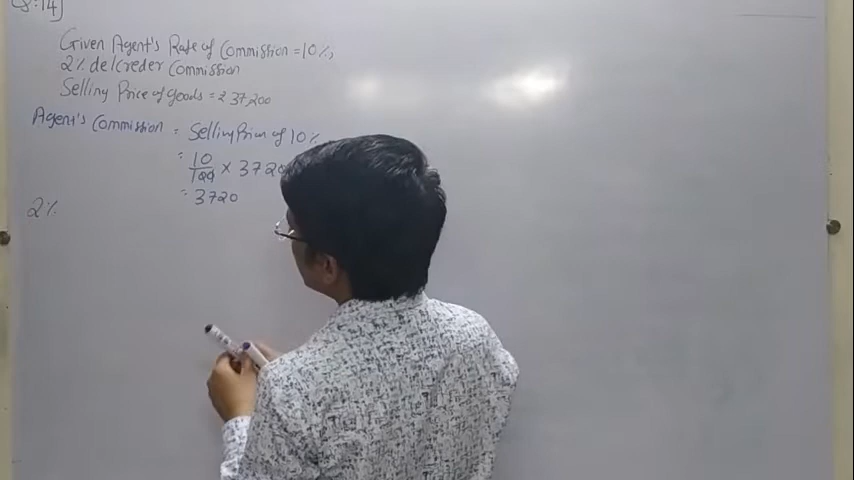 Q.14]
Given Agent's Rate of Commission = 10%,
2% delcreder Commission
Selling Price of goods = ₹ 37,200
Agent's Commission = Selling Price of 10%
= 10/100 × 3720
= 3720
2%